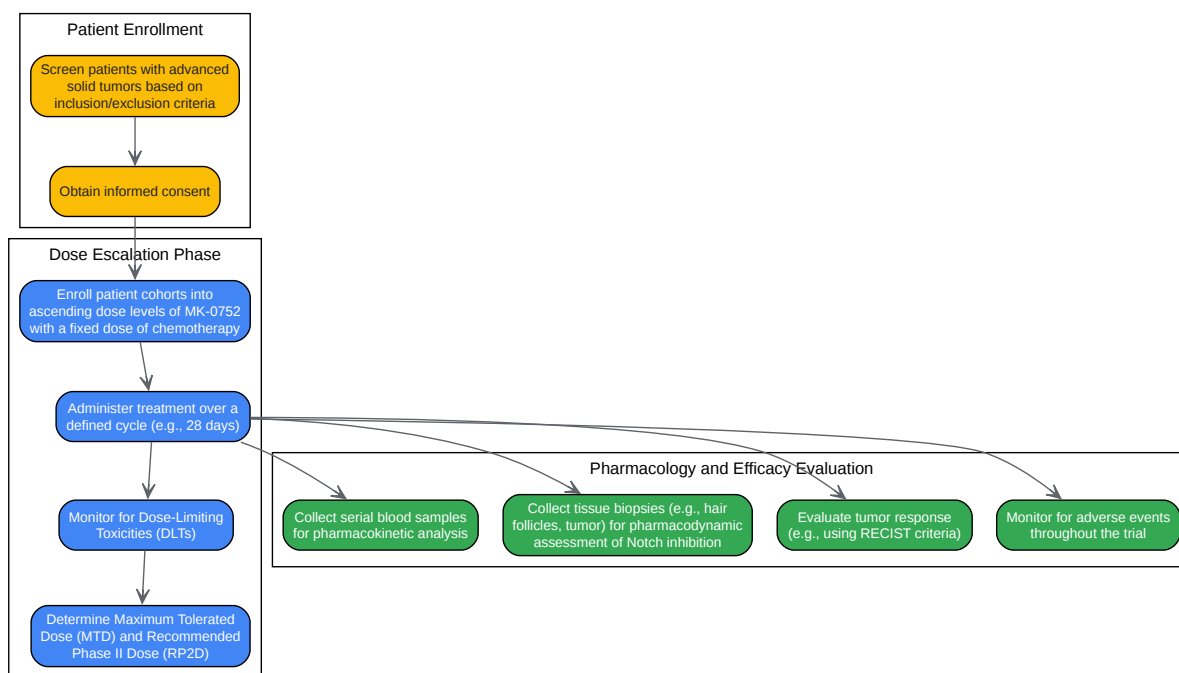 Patient Enrollment
Screen patients with advanced
solid tumors based on
inclusion/exclusion criteria
Obtain informed consent
Dose Escalation Phase
Enroll patient cohorts into
ascending dose levels of MK-0752
with a fixed dose of chemotherapy
Administer treatment over a
defined cycle (e.g., 28 days)
Monitor for Dose-Limiting
Toxicities (DLTs)
Determine Maximum Tolerated
Dose (MTD) and Recommended
Phase II Dose (RP2D)
Pharmacology and Efficacy Evaluation
Collect serial blood samples
for pharmacokinetic analysis
Collect tissue biopsies (e.g., hair
follicles, tumor) for pharmacodynamic
assessment of Notch inhibition
Evaluate tumor response
(e.g., using RECIST criteria)
Monitor for adverse events
throughout the trial